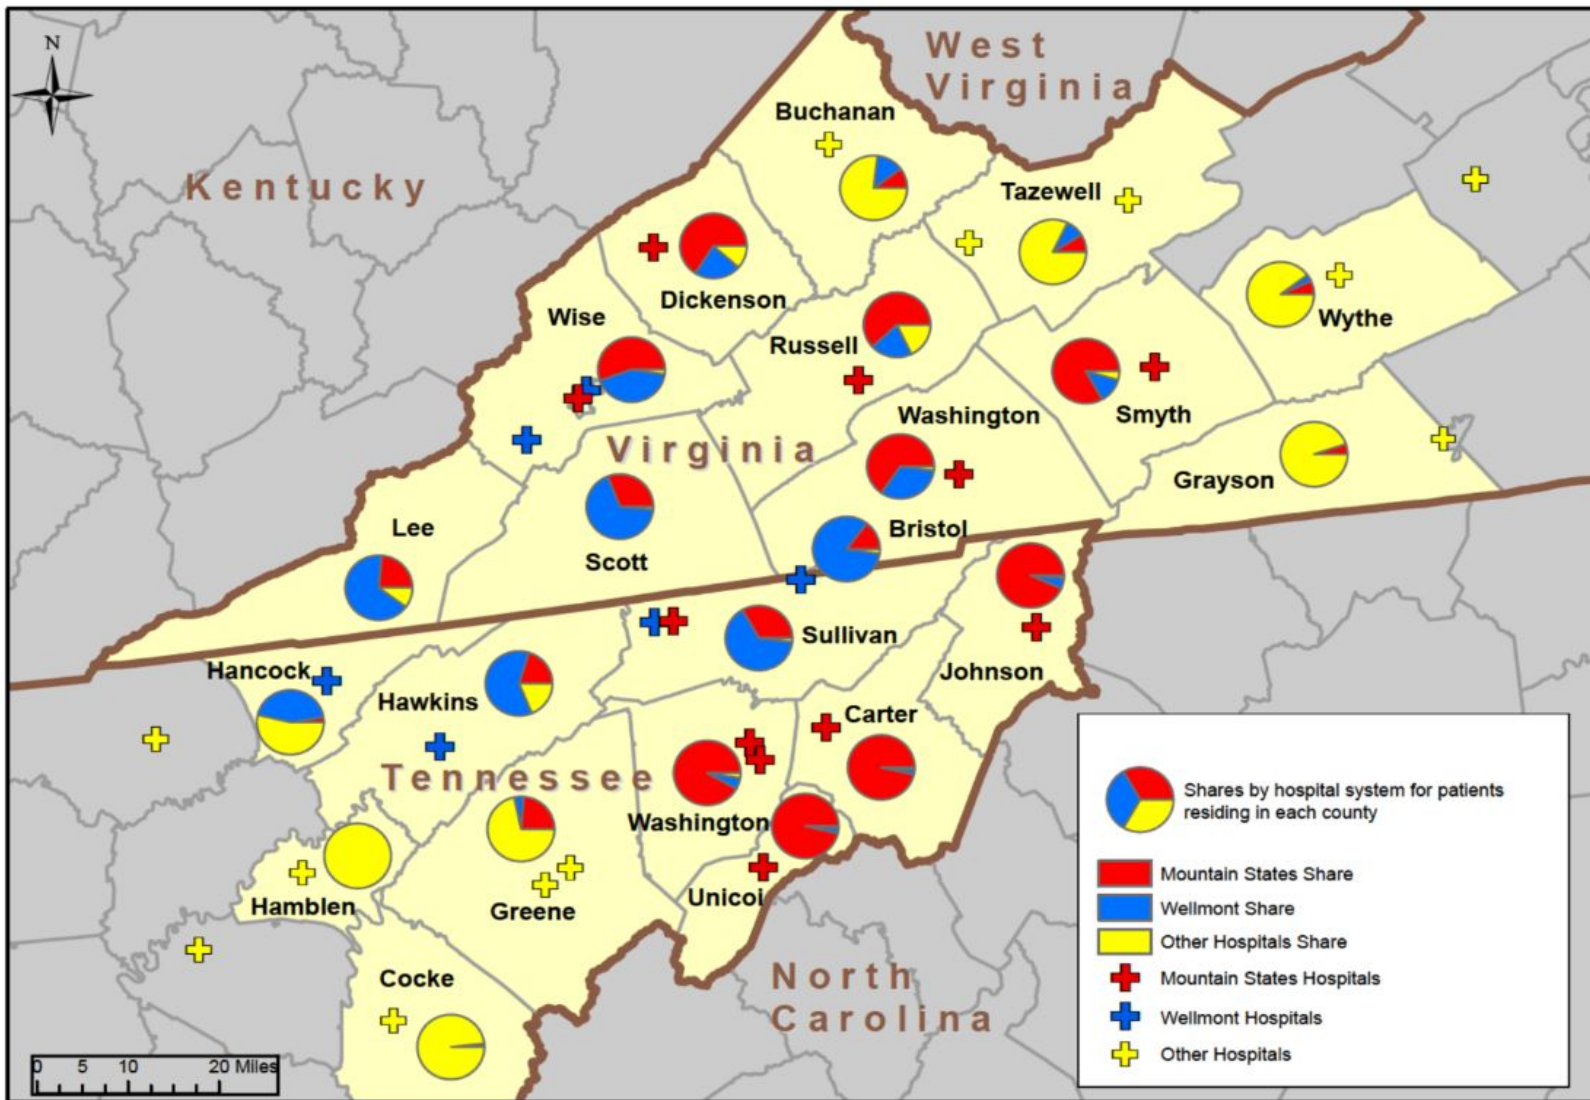 N
West
Virginia
Buchanan
Kentucky
Tazewell
Dickenson
Wise
Wythe
Russell
Washington
Smyth
Virginia
Grayson
Lee
Bristol
Scott
Sullivan
Hancock
Johnson
Hawkins
Carter
Tennessee
Washington
Unicoi
Hamblen
Greene
Cocke
North
Carolina
Shares by hospital system for patients
residing in each county
Mountain States Share
Wellmont Share
Other Hospitals Share
Mountain States Hospitals
Wellmont Hospitals
Other Hospitals
0 5 10 20 Miles